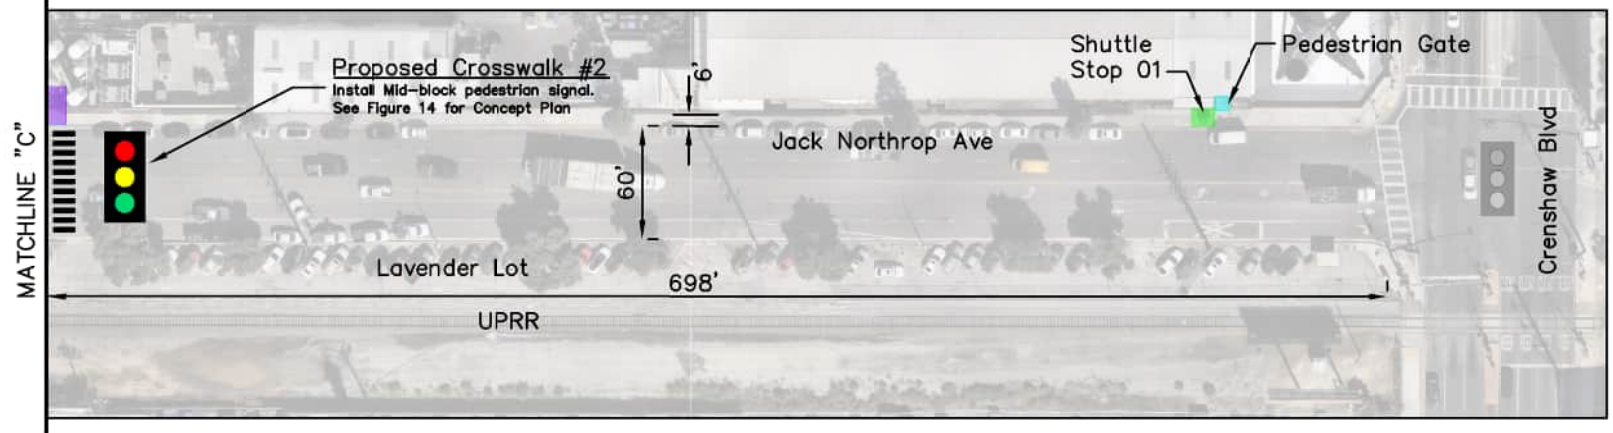 MATCHLINE "C"
Proposed Crosswalk #2
Install Mid-block pedestrian signal.
See Figure 14 for Concept Plan
6'
60'
Jack Northrop Ave
Shuttle
Stop 01
Pedestrian Gate
Crenshaw Blvd
Lavender Lot
698'
UPRR